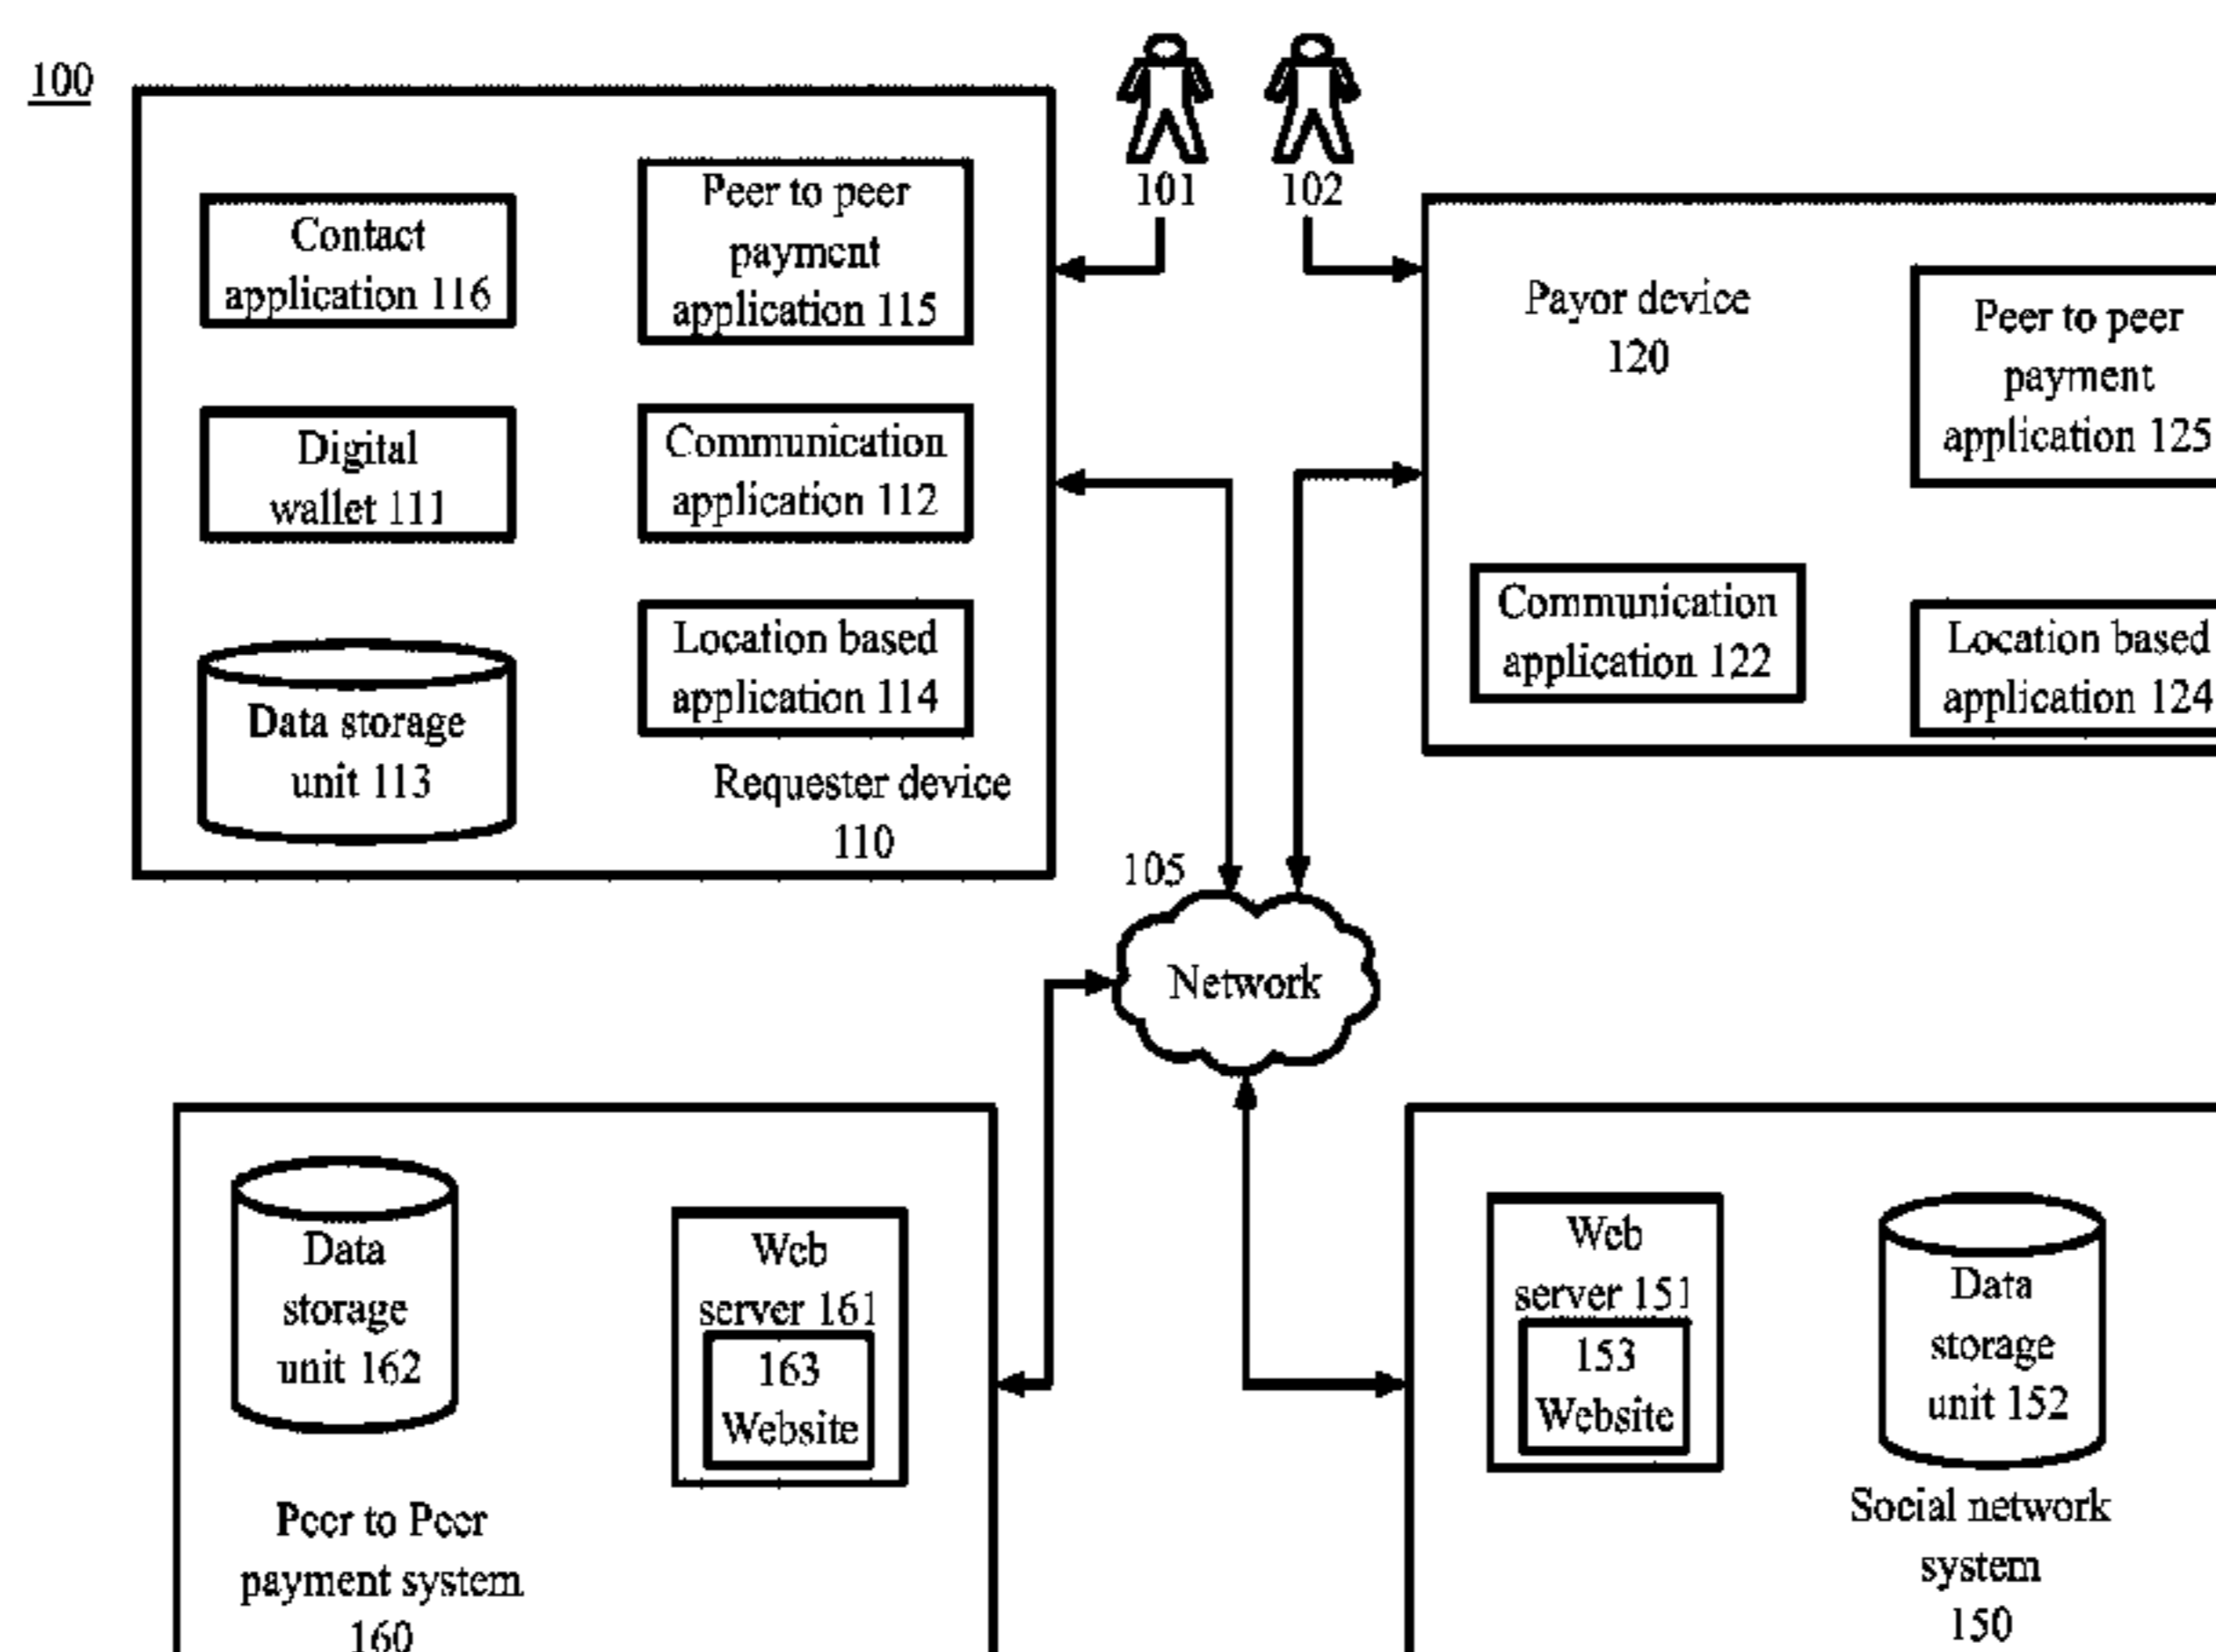 100
Contact
application 116
Peer to peer
payment
application 115
Digital
wallet 111
Communication
application 112
Data storage
unit 113
Location based
application 114
Requester device
110
101
102
Payor device
120
Peer to peer
payment
application 125
Communication
application 122
Location based
application 124
105
Network
Data
storage
unit 162
Web
server 161
163
Website
Peer to Peer
payment system
160
Web
server 151
153
Website
Data
storage
unit 152
Social network
system
150